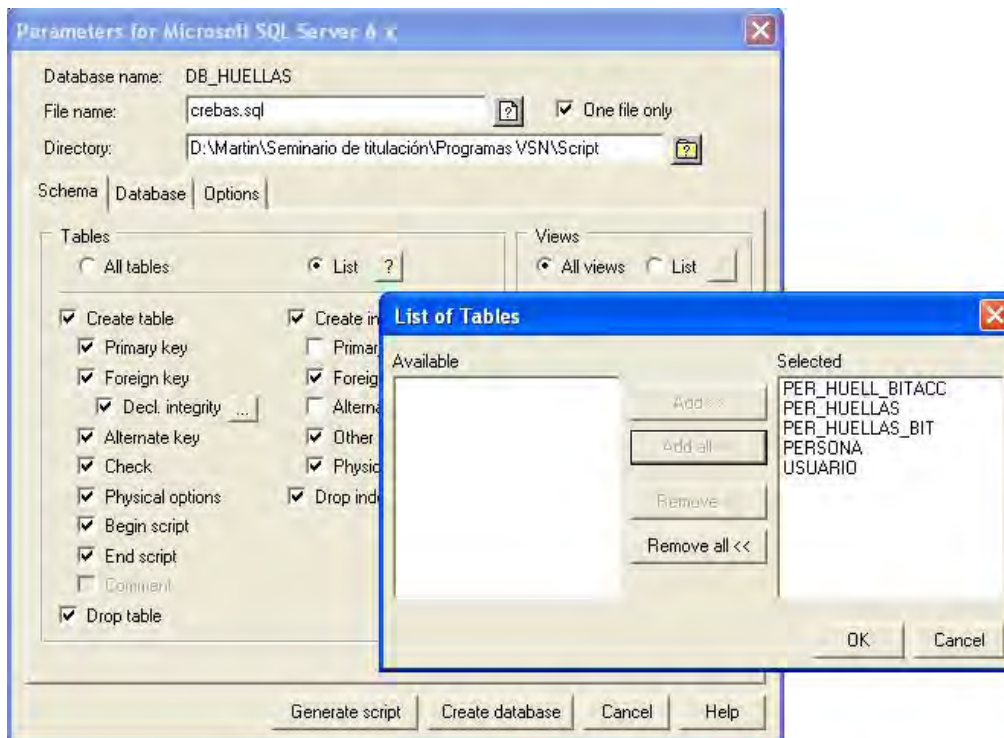 Parameters for Microsoft SQL Server 6.x
Database name: DB_HUELLAS
File name: crebas.sql ? One file only
Directory: D:\Martin\Seminario de titulación\Programas VSN\Script ?
Schema Database Options
Tables Views
All tables List ? All views List
Create table
Primary key
Foreign key
Decl. integrity ...
Alternate key
Check
Physical options
Begin script
End script
Comment
Drop table
Create in
Primar
Foreig
Alterna
Other
Physic
Drop inde
List of Tables
Available
Add >>
Add all
Remove
Remove all <<
Selected
PER_HUELL_BITACC
PER_HUELLAS
PER_HUELLAS_BIT
PERSONA
USUARIO
OK Cancel
Generate script Create database Cancel Help